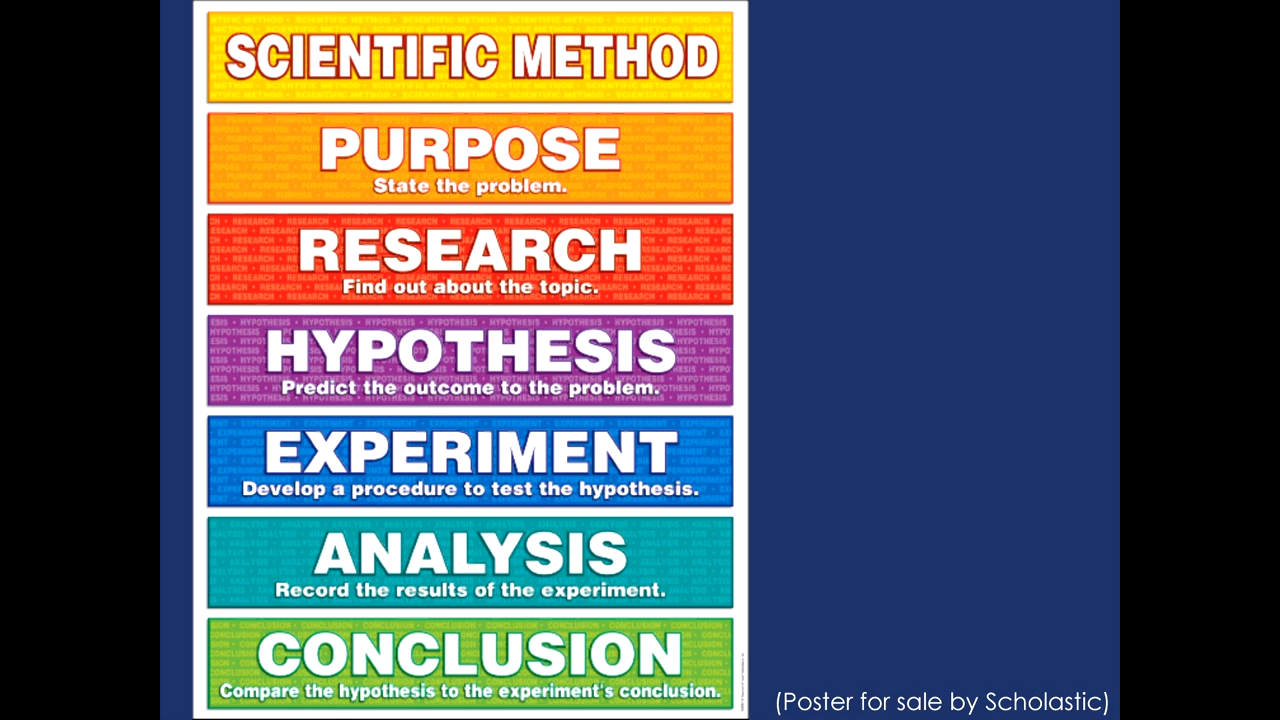 SCIENTIFIC METHOD
PURPOSE
State the problem.
RESEARCH
Find out about the topic.
HYPOTHESIS
Predict the outcome to the problem.
EXPERIMENT
Develop a procedure to test the hypothesis.
ANALYSIS
Record the results of the experiment.
CONCLUSION
Compare the hypothesis to the experiment's conclusion.
(Poster for sale by Scholastic)